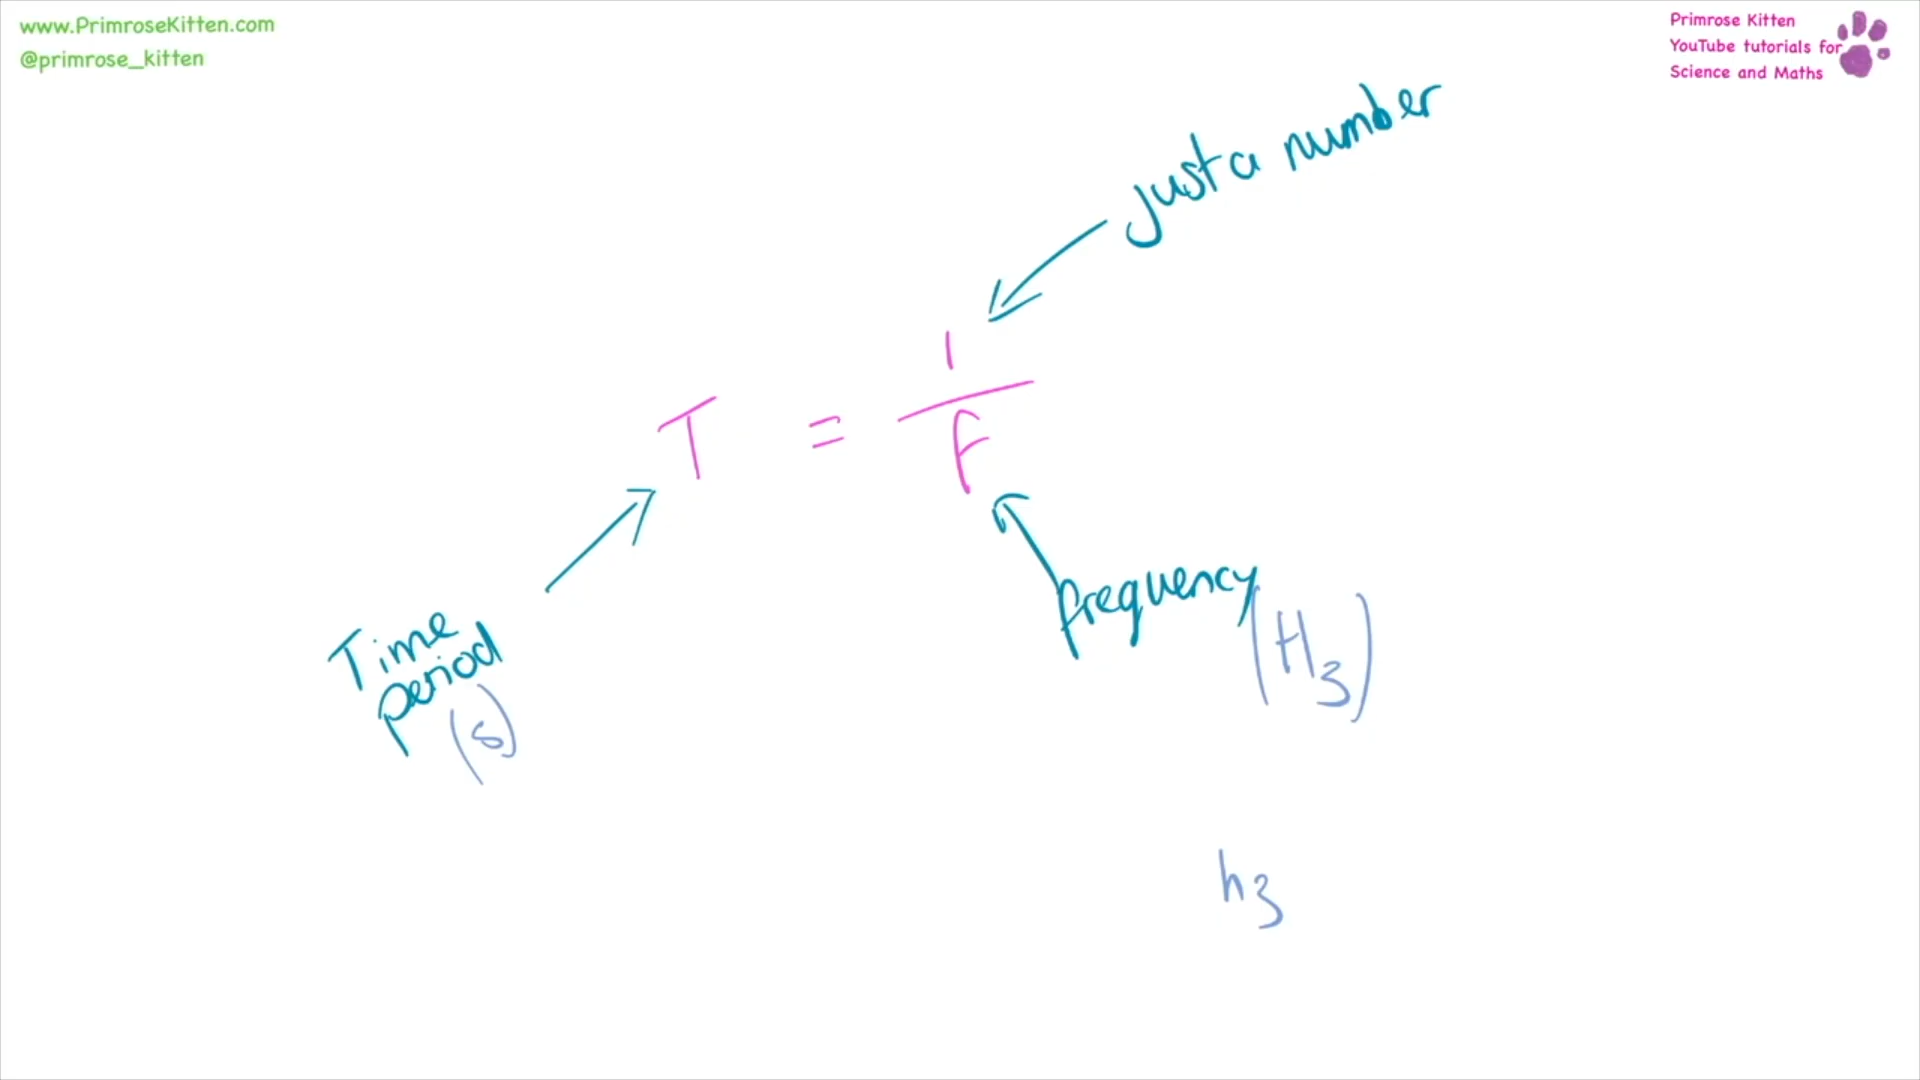 www.PrimroseKitten.com
@primrose_kitten
Primrose Kitten
YouTube tutorials for
Science and Maths
just a number
T = 1/F
Time
period
(s)
frequency
(Hz)
hz